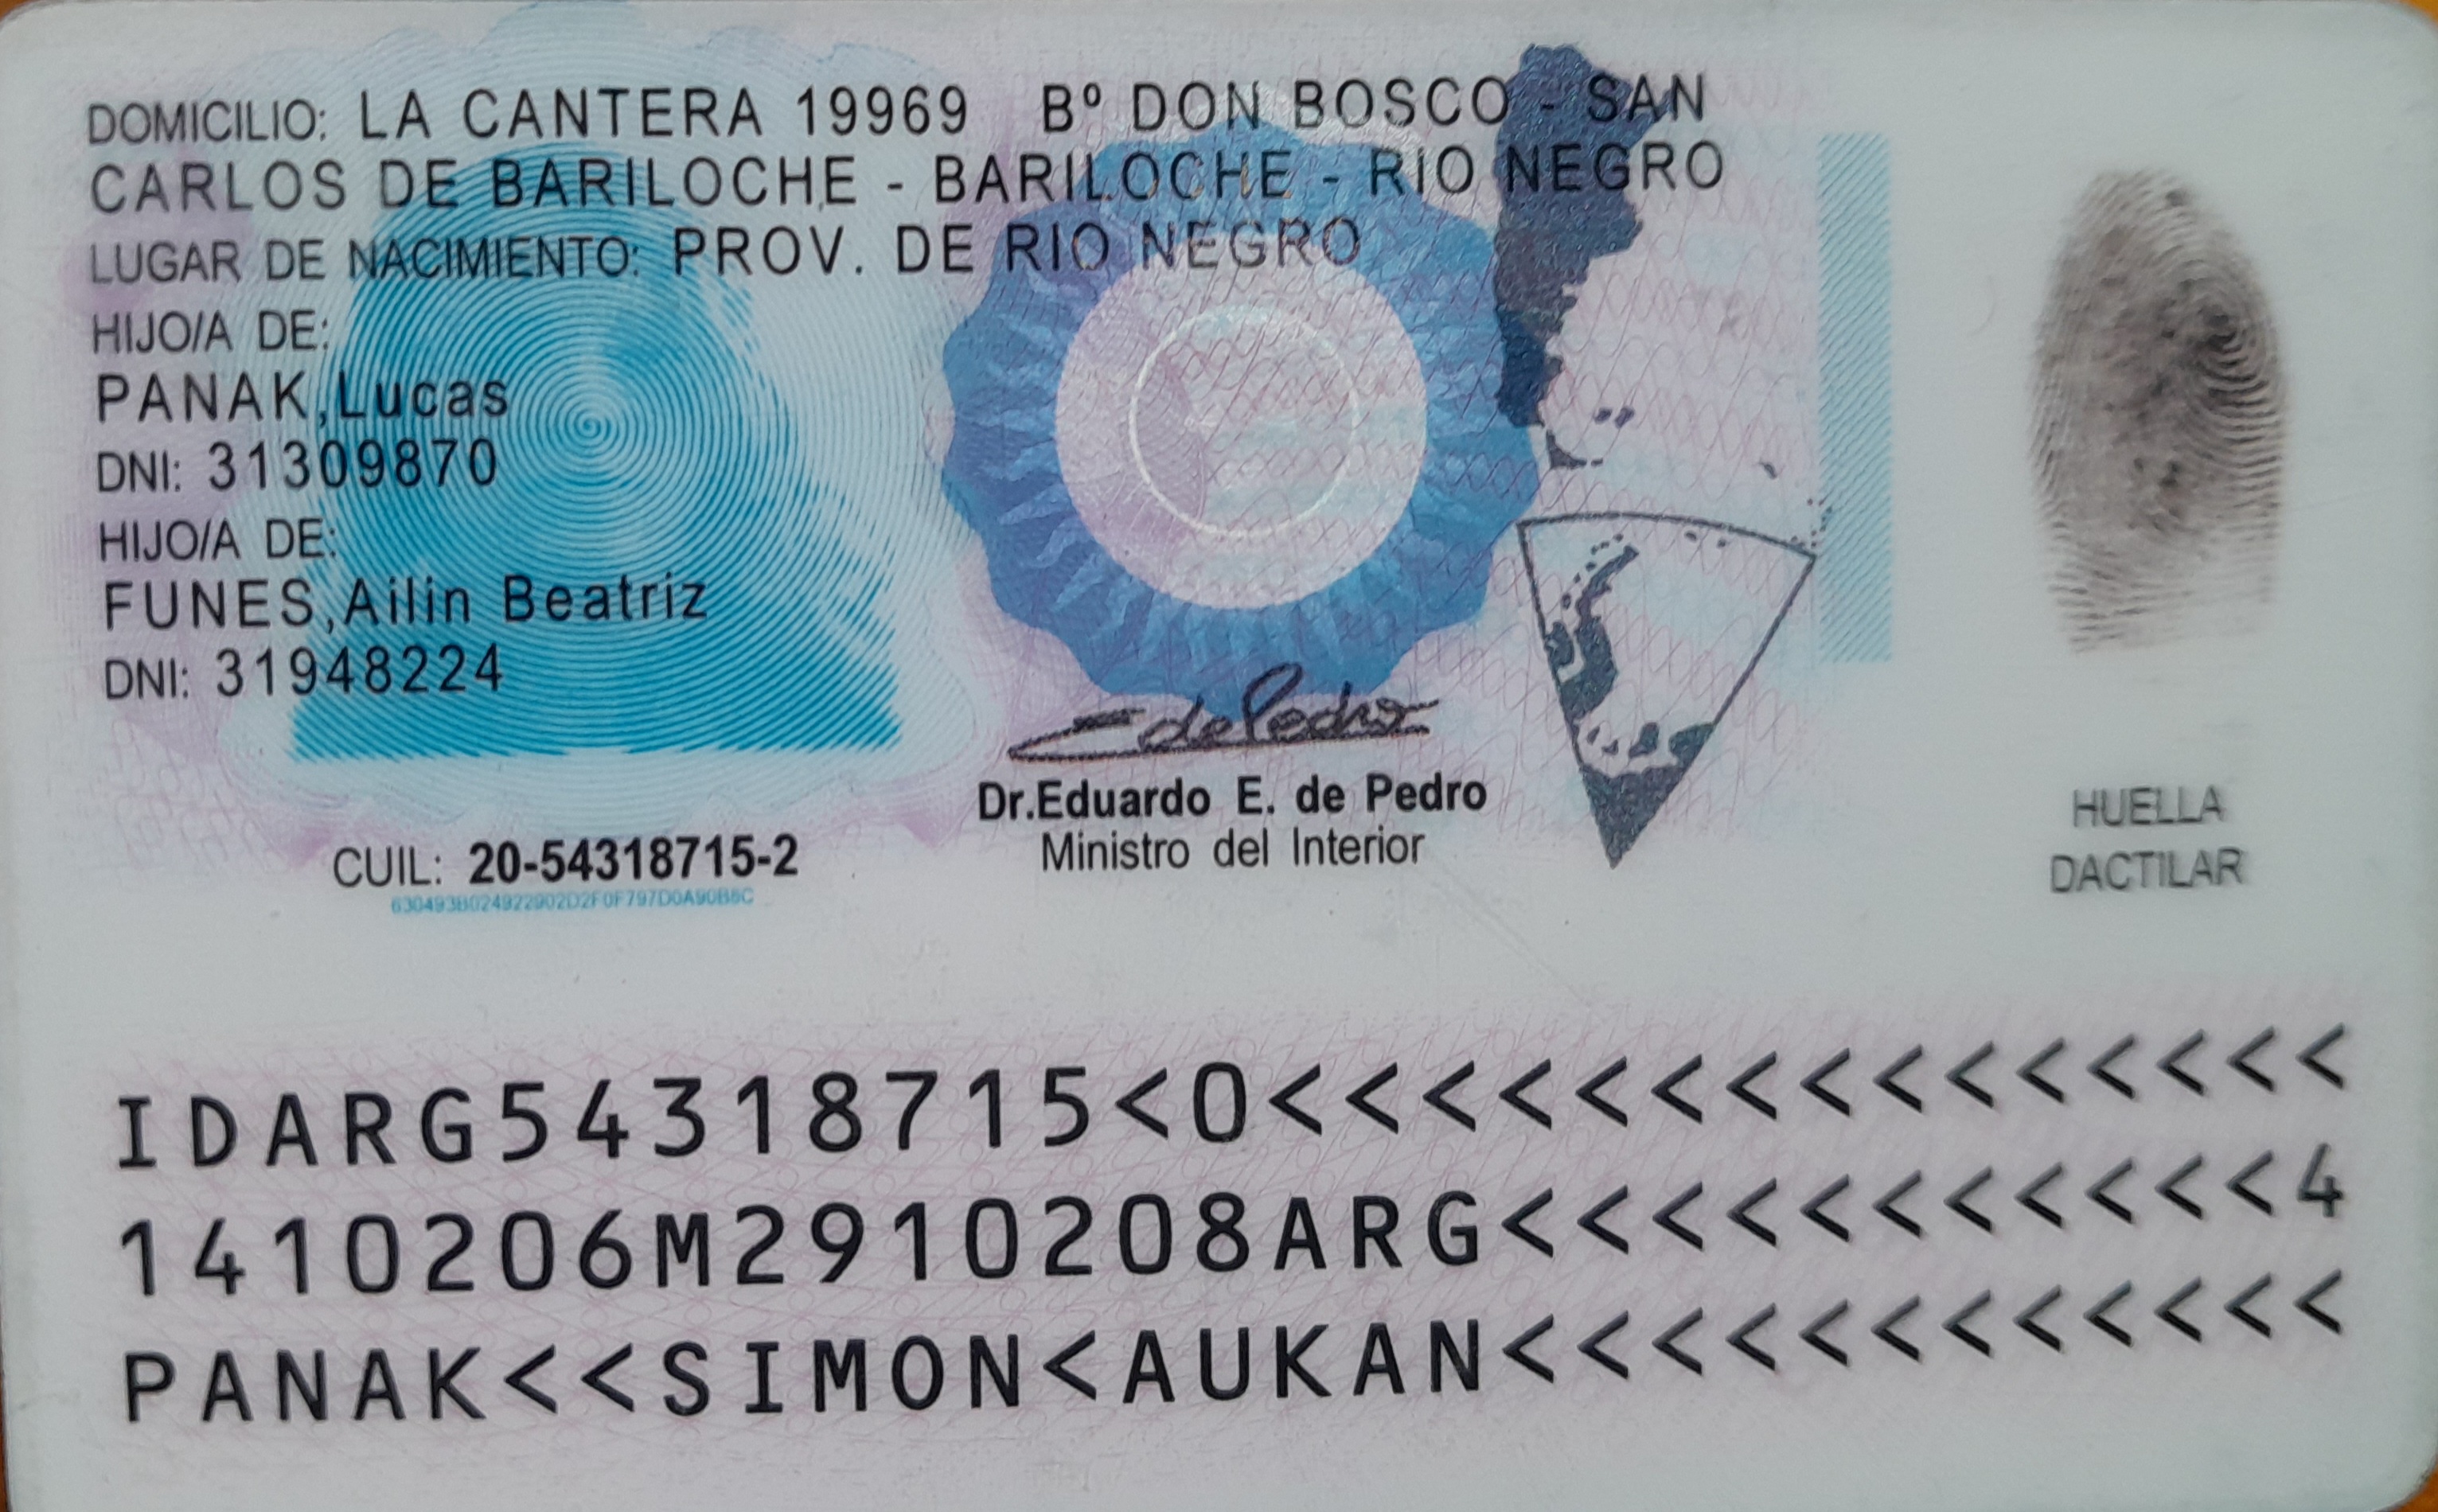 DOMICILIO: LA CANTERA 19969 Bº DON BOSCO - SAN
CARLOS DE BARILOCHE - BARILOCHE - RIO NEGRO
LUGAR DE NACIMIENTO: PROV. DE RIO NEGRO
HIJO/A DE:
PANAK,Lucas
DNI: 31309870
HIJO/A DE:
FUNES,Ailin Beatriz
DNI: 31948224
E de Pedro
Dr.Eduardo E. de Pedro
Ministro del Interior
CUIL: 20-54318715-2
HUELLA
DACTILAR
IDARG54318715<0<<<<<<<<<<<<<<<
1410206M2910208ARG<<<<<<<<<<<4
PANAK<<SIMON<AUKAN<<<<<<<<<<<<